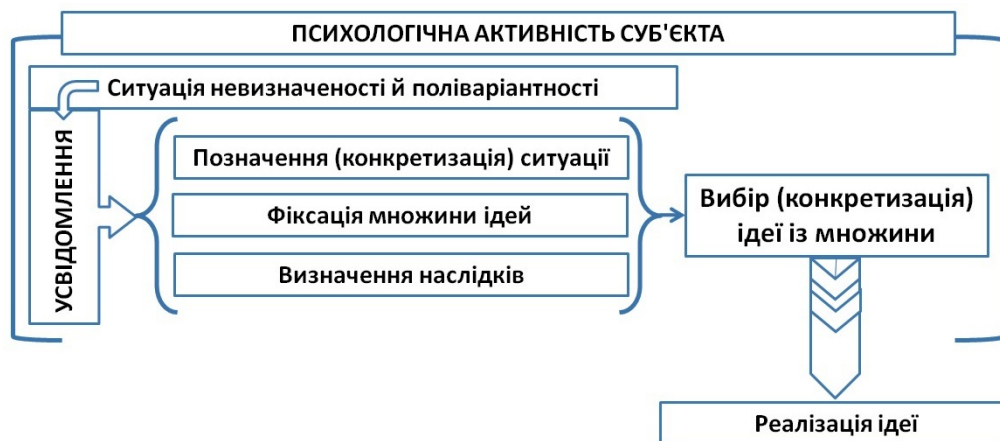 ПСИХОЛОГІЧНА АКТИВНІСТЬ СУБ'ЄКТА
Ситуація невизначеності й поліваріантності
УСВІДОМЛЕННЯ
Позначення (конкретизація) ситуації
Фіксація множини ідей
Визначення наслідків
Вибір (конкретизація)
ідеї із множини
Реалізація ідеї